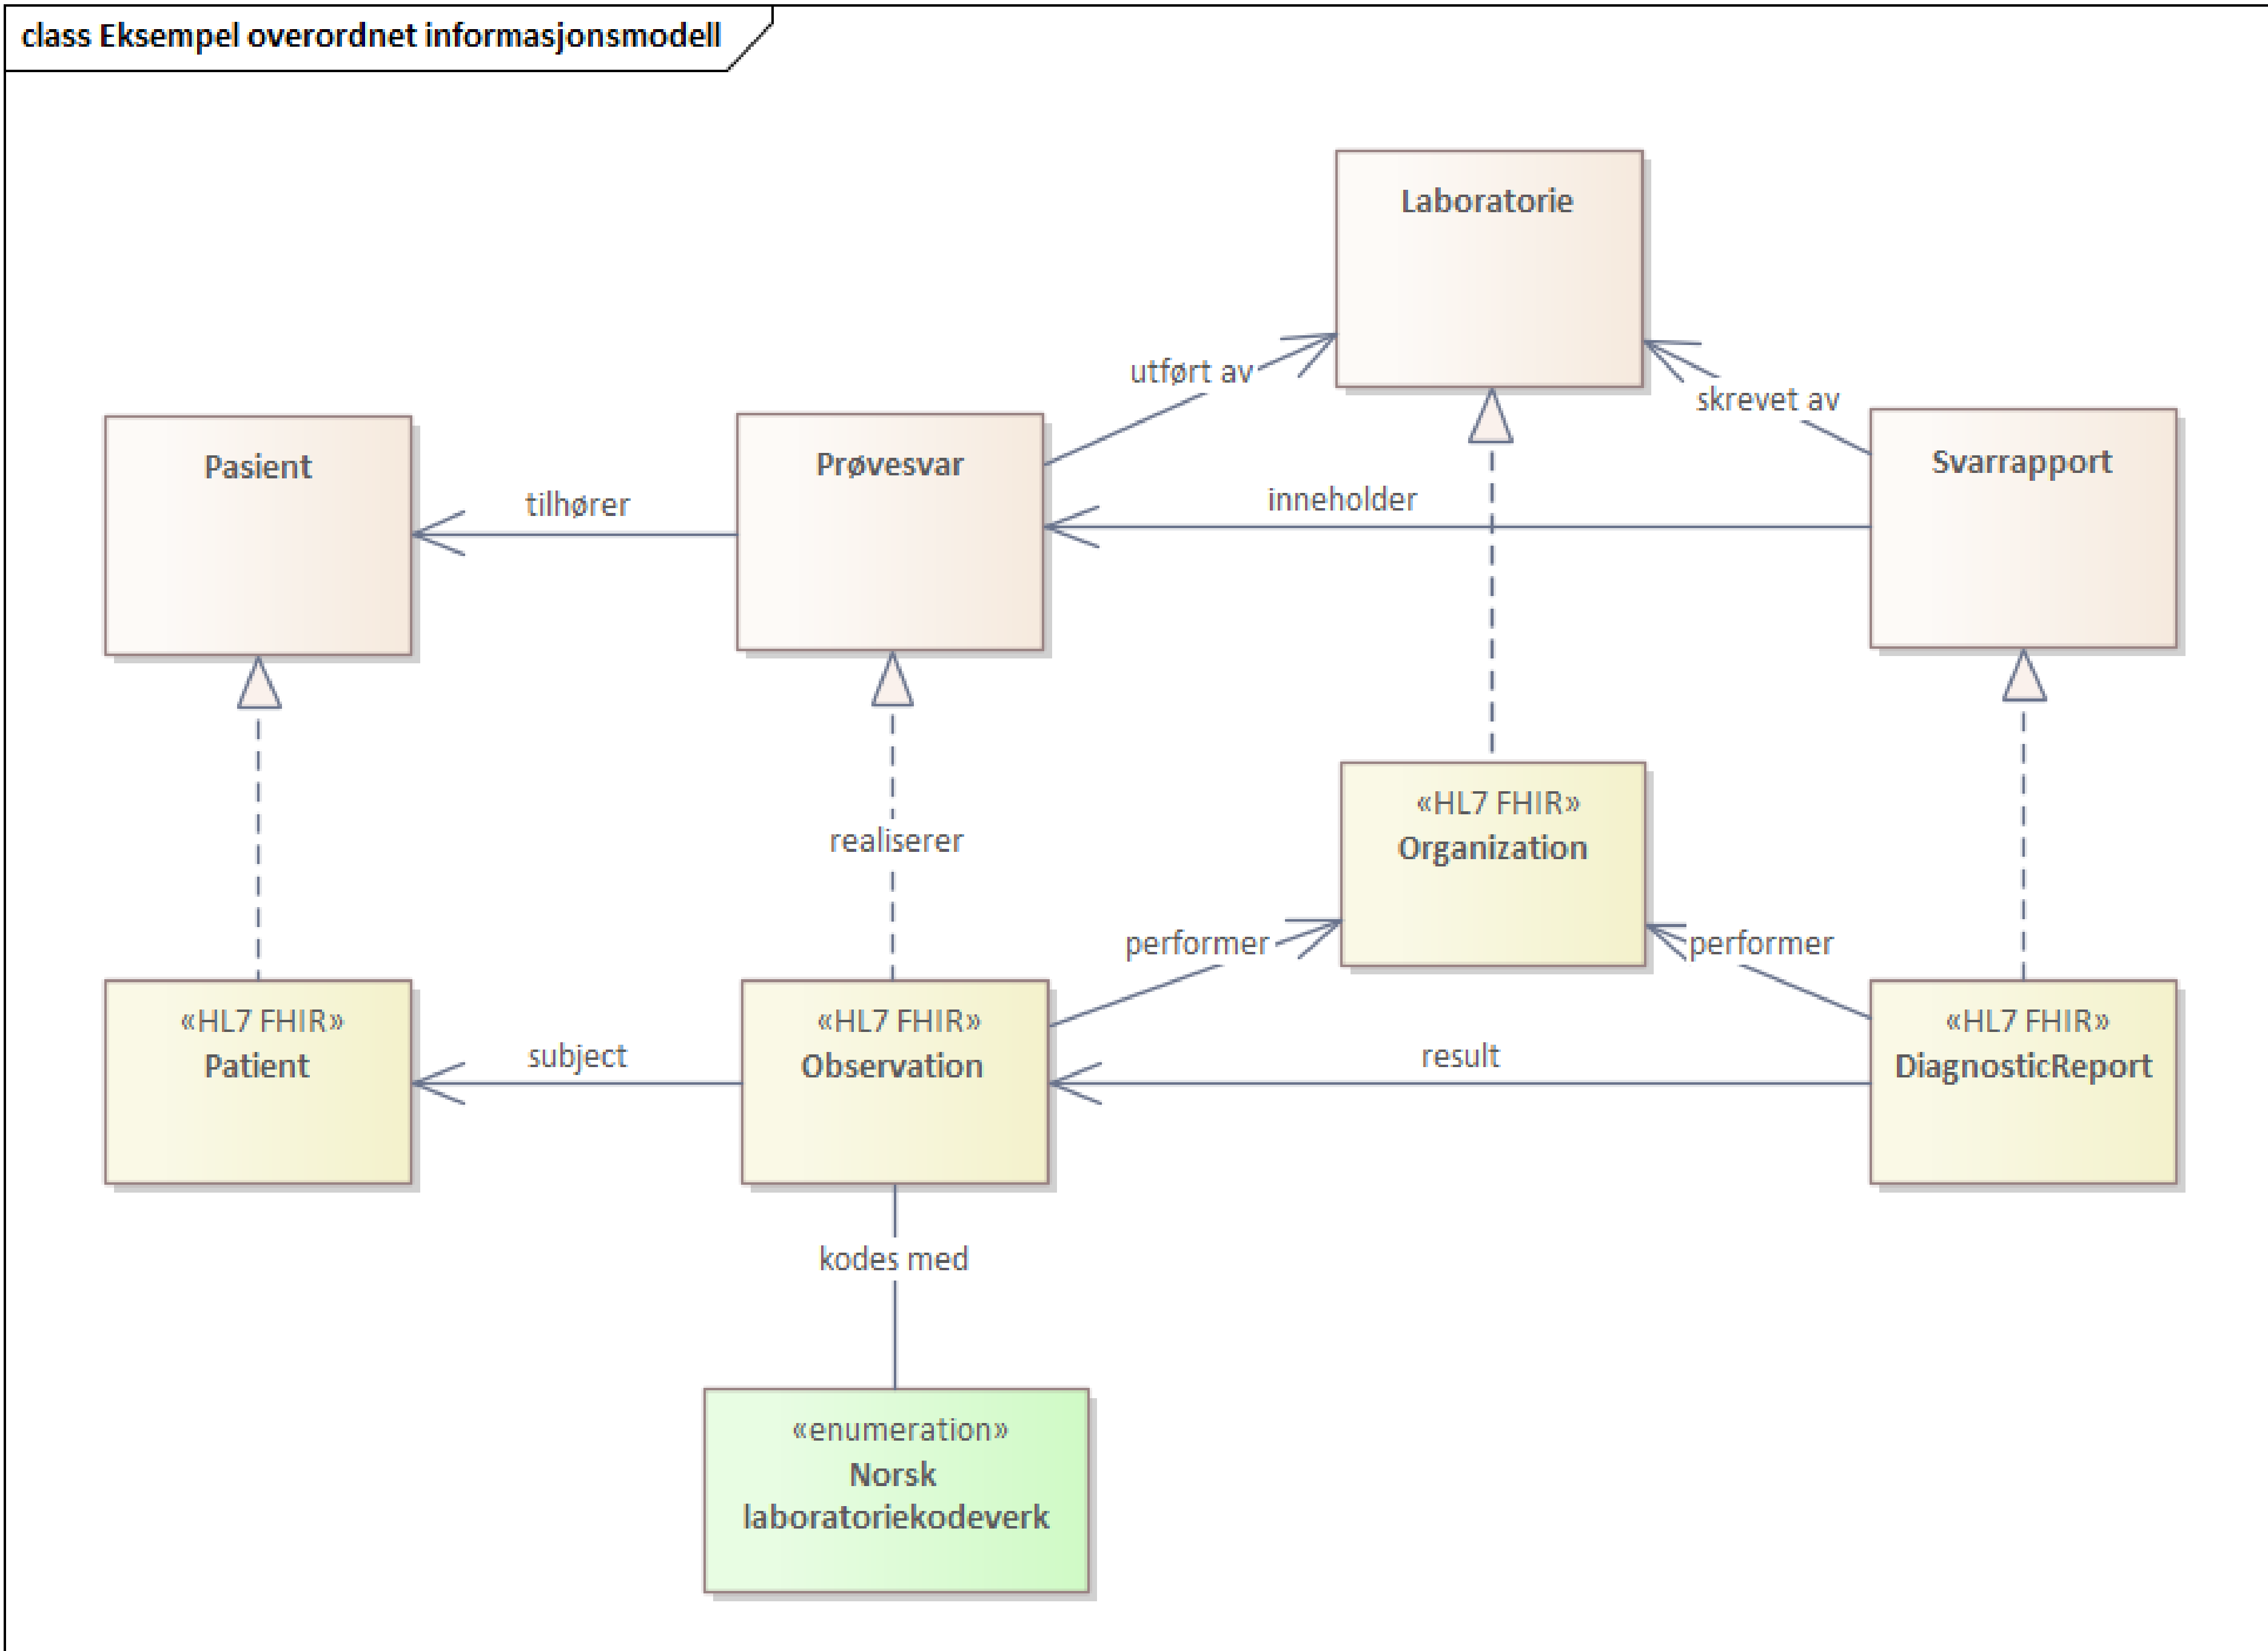 class Eksempel overordnet informasjonsmodell
Laboratorie
utført av
skrevet av
Pasient
Prøvesvar
Svarrapport
tilhører
inneholder
realiserer
«HL7 FHIR»
Organization
performer
performer
«HL7 FHIR»
Patient
subject
«HL7 FHIR»
Observation
result
«HL7 FHIR»
DiagnosticReport
kodes med
«enumeration»
Norsk
laboratoriekodeverk